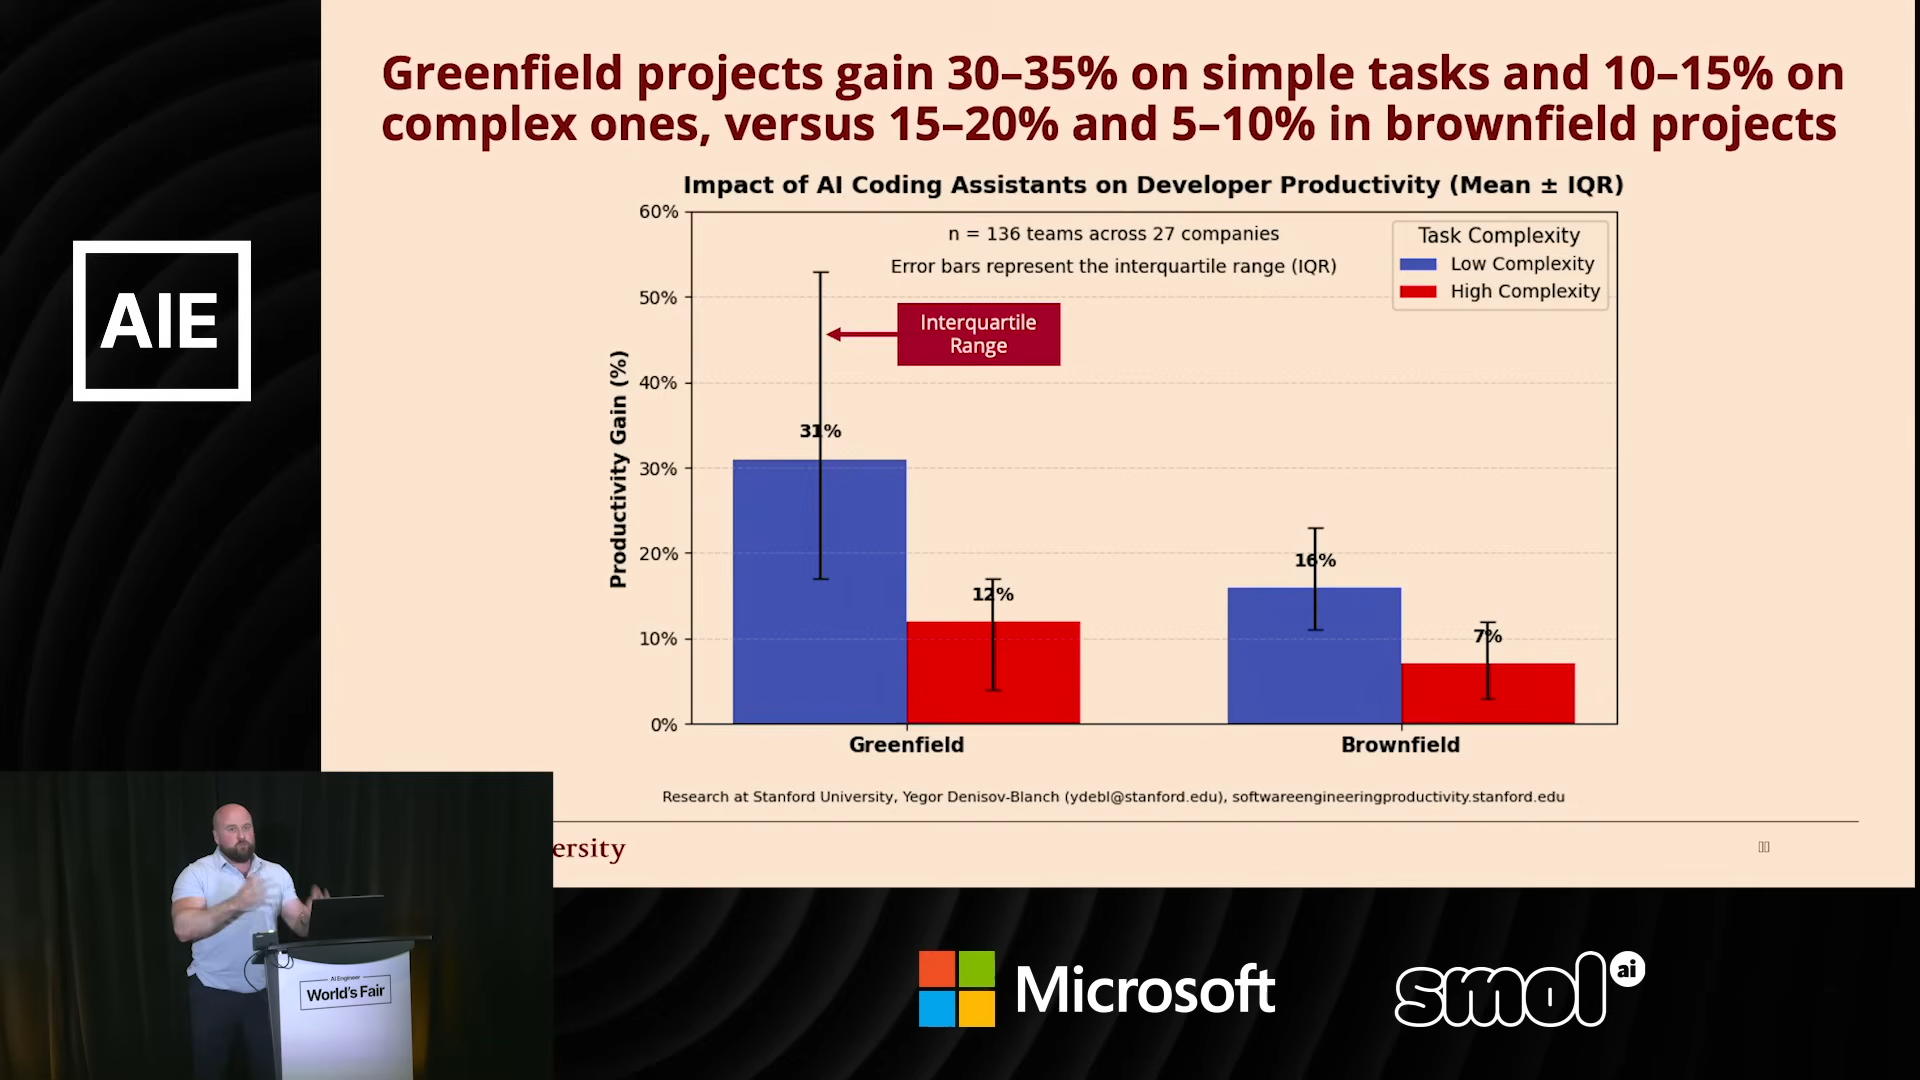 Greenfield projects gain 30–35% on simple tasks and 10–15% on
complex ones, versus 15–20% and 5–10% in brownfield projects
Impact of AI Coding Assistants on Developer Productivity (Mean ± IQR)
n = 136 teams across 27 companies
Error bars represent the interquartile range (IQR)
Task Complexity
Low Complexity
High Complexity
Interquartile
Range
Productivity Gain (%)
60%
50%
40%
30%
20%
10%
0%
31%
12%
16%
7%
Greenfield
Brownfield
Research at Stanford University, Yegor Denisov-Blanch (ydebl@stanford.edu), softwareengineeringproductivity.stanford.edu
ersity
AIE
AI Engineer
World's Fair
Microsoft
smol ai